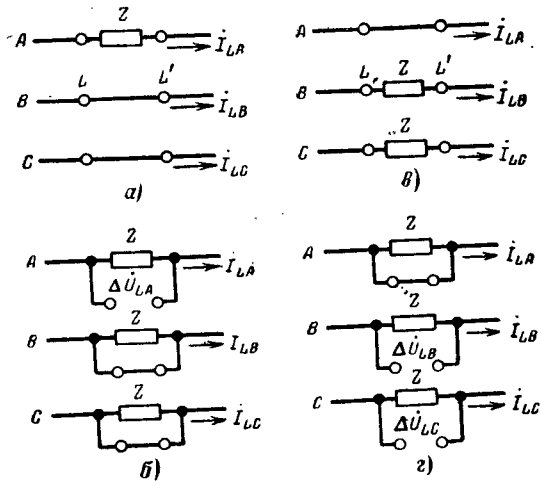 A Z İ_LA
B L L' İ_LB
C İ_LC
а)
A İ_LA
B L Z L' İ_LB
C Z İ_LC
в)
A Z ΔU̇_LA İ_LA
B Z I_LB
C Z İ_LC
б)
A Z İ_LA
B Z ΔU̇_LB İ_LB
C Z ΔU̇_LC İ_LC
г)